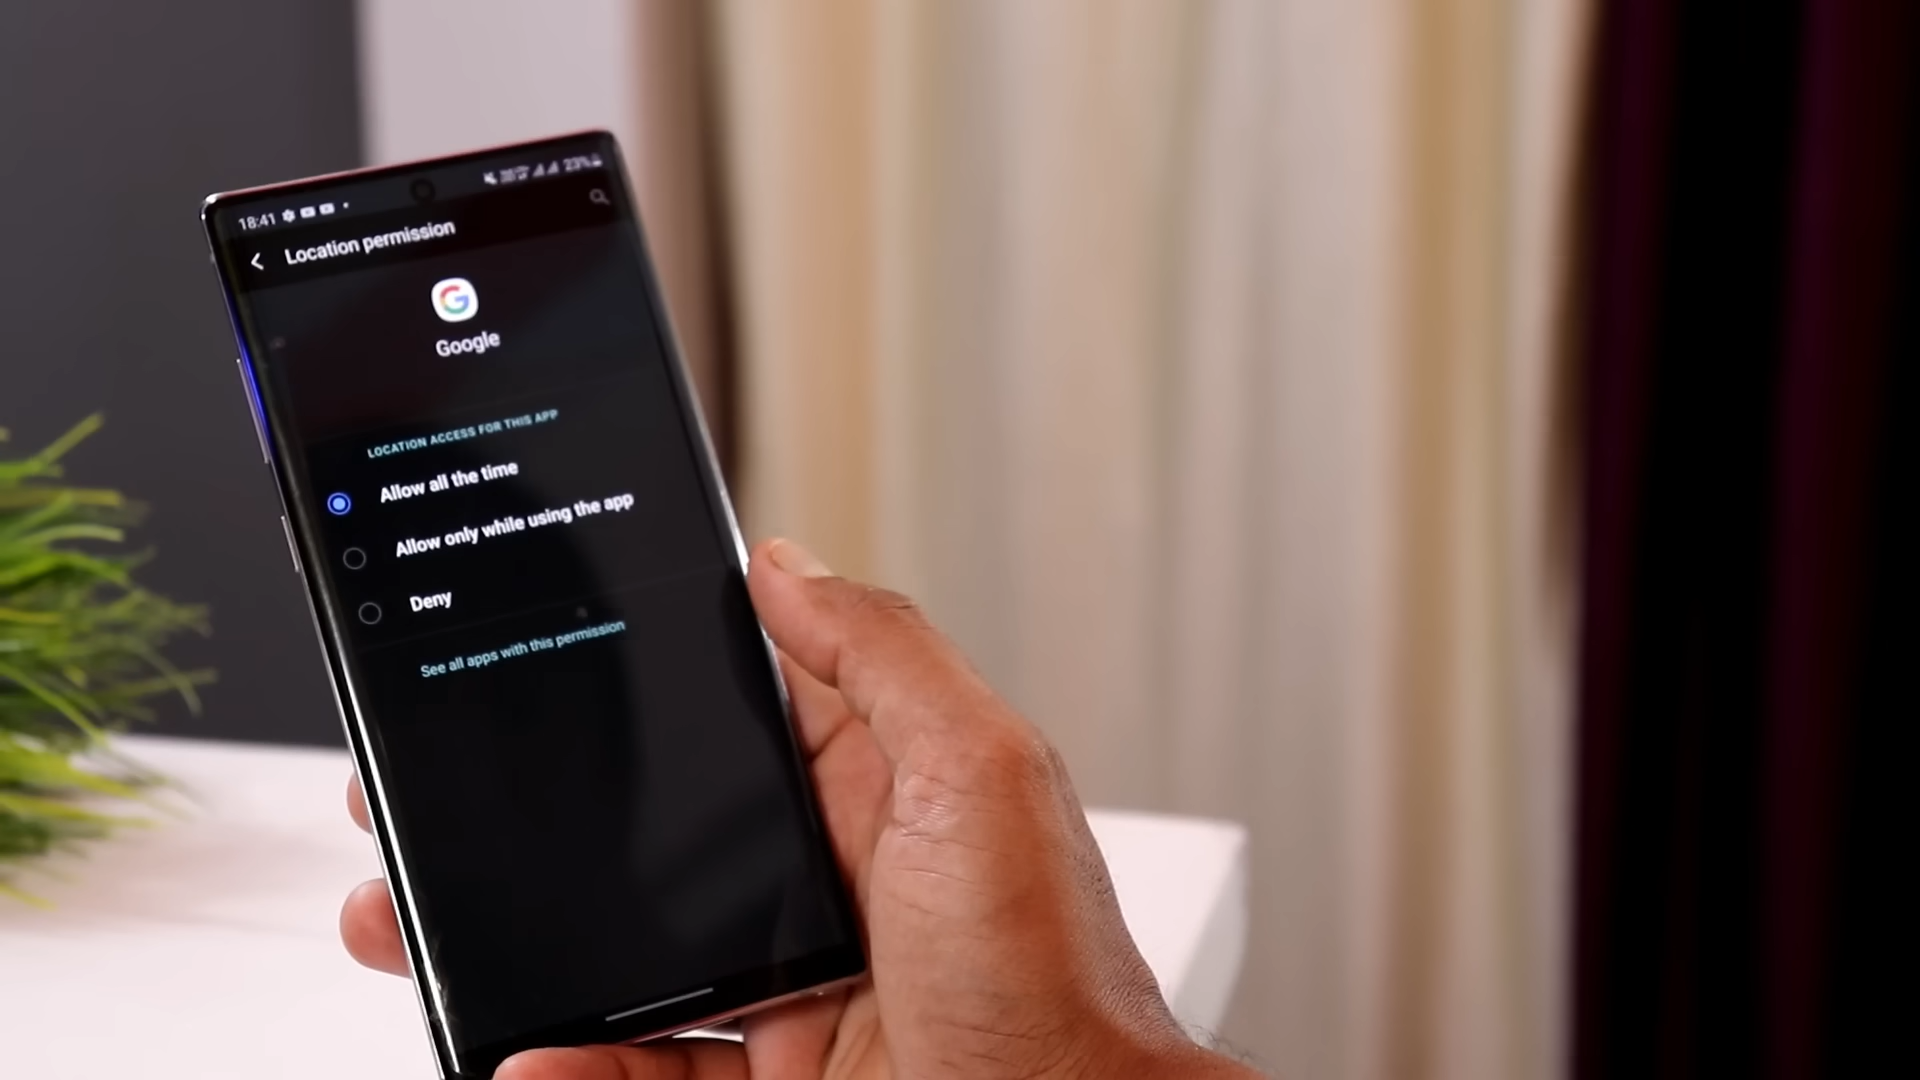 18:41
23%
Location permission
Google
LOCATION ACCESS FOR THIS APP
Allow all the time
Allow only while using the app
Deny
See all apps with this permission